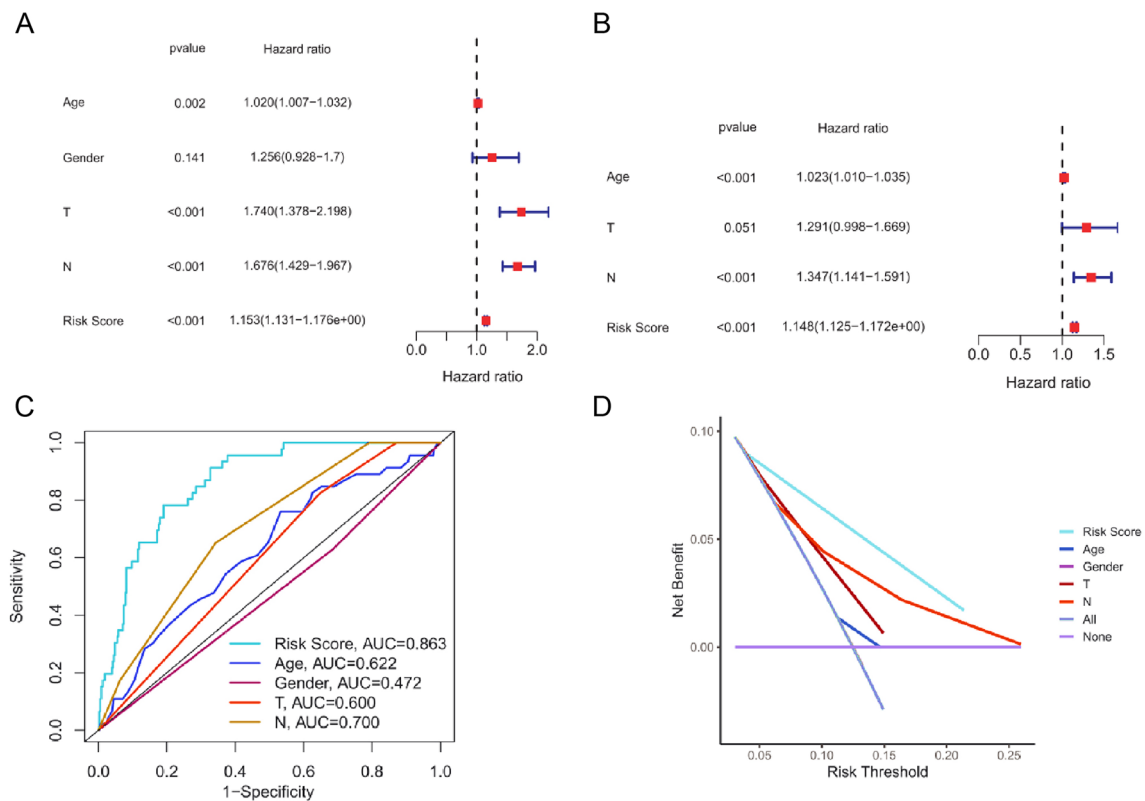 A
pvalue Hazard ratio
Age 0.002 1.020(1.007−1.032)
Gender 0.141 1.256(0.928−1.7)
T <0.001 1.740(1.378−2.198)
N <0.001 1.676(1.429−1.967)
Risk Score <0.001 1.153(1.131−1.176e+00)
0.0 1.0 2.0
Hazard ratio
B
pvalue Hazard ratio
Age <0.001 1.023(1.010−1.035)
T 0.051 1.291(0.998−1.669)
N <0.001 1.347(1.141−1.591)
Risk Score <0.001 1.148(1.125−1.172e+00)
0.0 0.5 1.0 1.5
Hazard ratio
C
Sensitivity
1.0
0.8
0.6
0.4
0.2
0.0
Risk Score, AUC=0.863
Age, AUC=0.622
Gender, AUC=0.472
T, AUC=0.600
N, AUC=0.700
0.0 0.2 0.4 0.6 0.8 1.0
1−Specificity
D
Net Benefit
0.10
0.05
0.00
Risk Score
Age
Gender
T
N
All
None
0.05 0.10 0.15 0.20 0.25
Risk Threshold